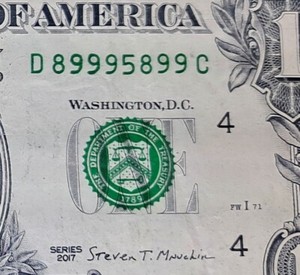 OF AMERICA
D 89995899 C
WASHINGTON, D.C.
ONE
4
THE DEPARTMENT OF THE TREASURY
1789
FW I 71
4
SERIES
2017
Steven T. Mnuchin